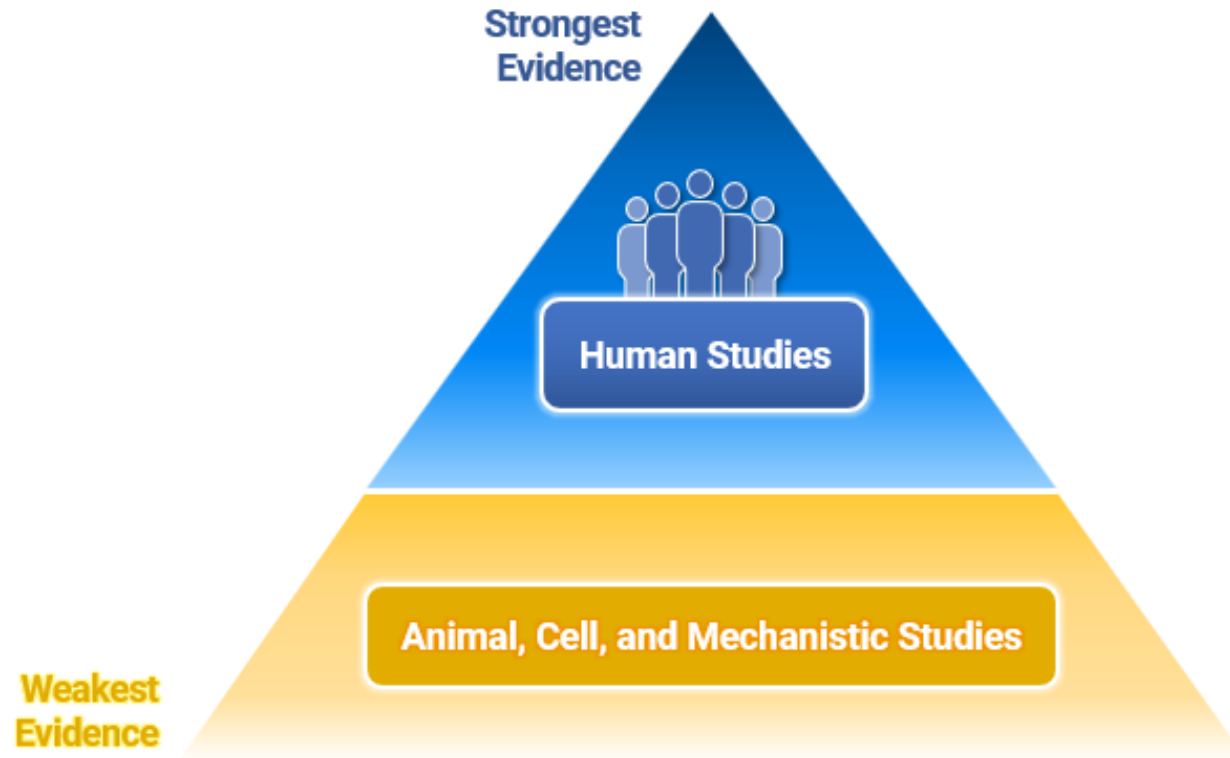 Strongest
Evidence
Human Studies
Animal, Cell, and Mechanistic Studies
Weakest
Evidence